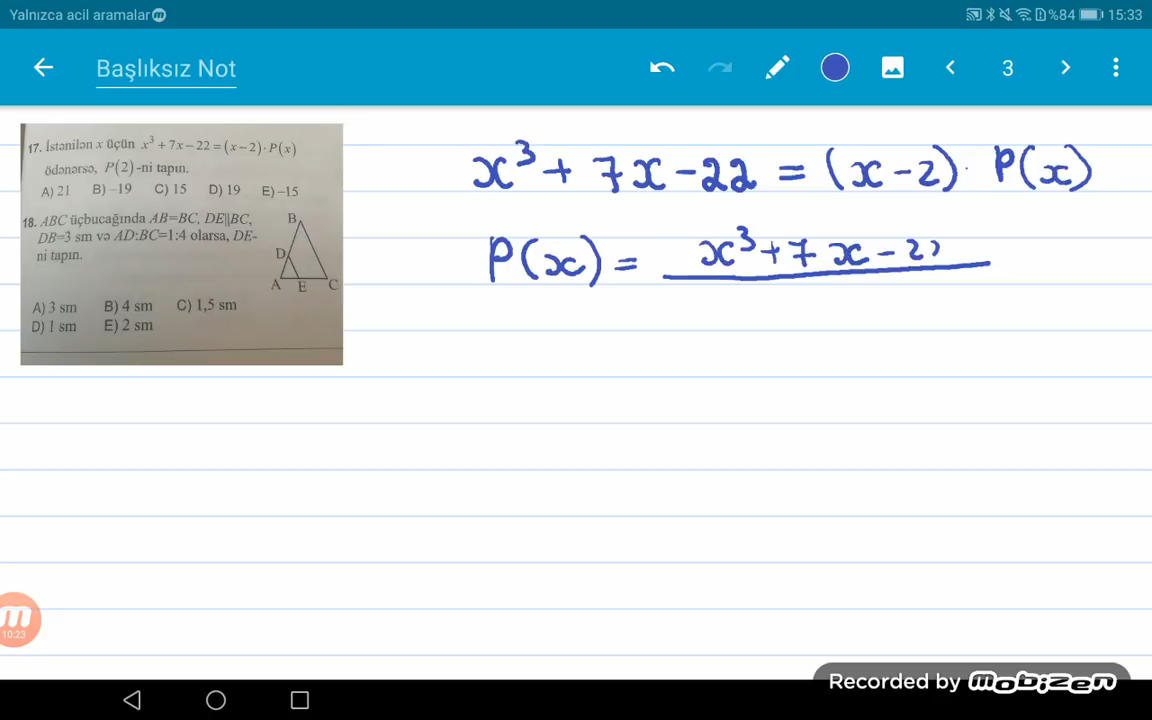 Yalnızca acil aramalar
%84 15:33
Başlıksız Not
3
17. İstənilən x üçün x³ + 7x − 22 = (x − 2) · P(x)
ödənərsə, P(2)-ni tapın.
A) 21 B) −19 C) 15 D) 19 E) −15
18. ABC üçbucağında AB=BC, DE||BC,
DB=3 sm və AD:BC=1:4 olarsa, DE-
ni tapın.
B
D
A E C
A) 3 sm B) 4 sm C) 1,5 sm
D) 1 sm E) 2 sm
x³ + 7x − 22 = (x − 2) · P(x)
P(x) = x³ + 7x − 22
10:23
Recorded by mobizen